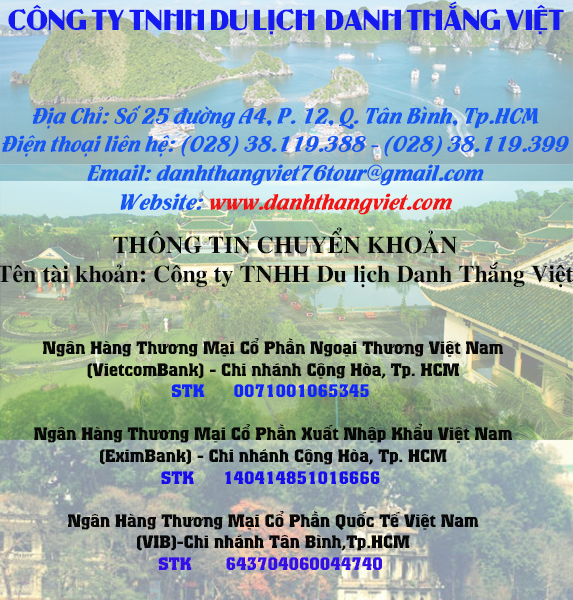 CÔNG TY TNHH DU LỊCH DANH THẮNG VIỆT
Địa Chỉ: Số 25 đường A4, P. 12, Q. Tân Bình, Tp.HCM
Điện thoại liên hệ: (028) 38.119.388 - (028) 38.119.399
Email: danhthangviet76tour@gmail.com
Website: www.danhthangviet.com
THÔNG TIN CHUYỂN KHOẢN
Tên tài khoản: Công ty TNHH Du lịch Danh Thắng Việt
Ngân Hàng Thương Mại Cổ Phần Ngoại Thương Việt Nam
(VietcomBank) - Chi nhánh Cộng Hòa, Tp. HCM
STK 0071001065345
Ngân Hàng Thương Mại Cổ Phần Xuất Nhập Khẩu Việt Nam
(EximBank) - Chi nhánh Cộng Hòa, Tp. HCM
STK 140414851016666
Ngân Hàng Thương Mại Cổ Phần Quốc Tế Việt Nam
(VIB)-Chi nhánh Tân Bình,Tp.HCM
STK 643704060044740